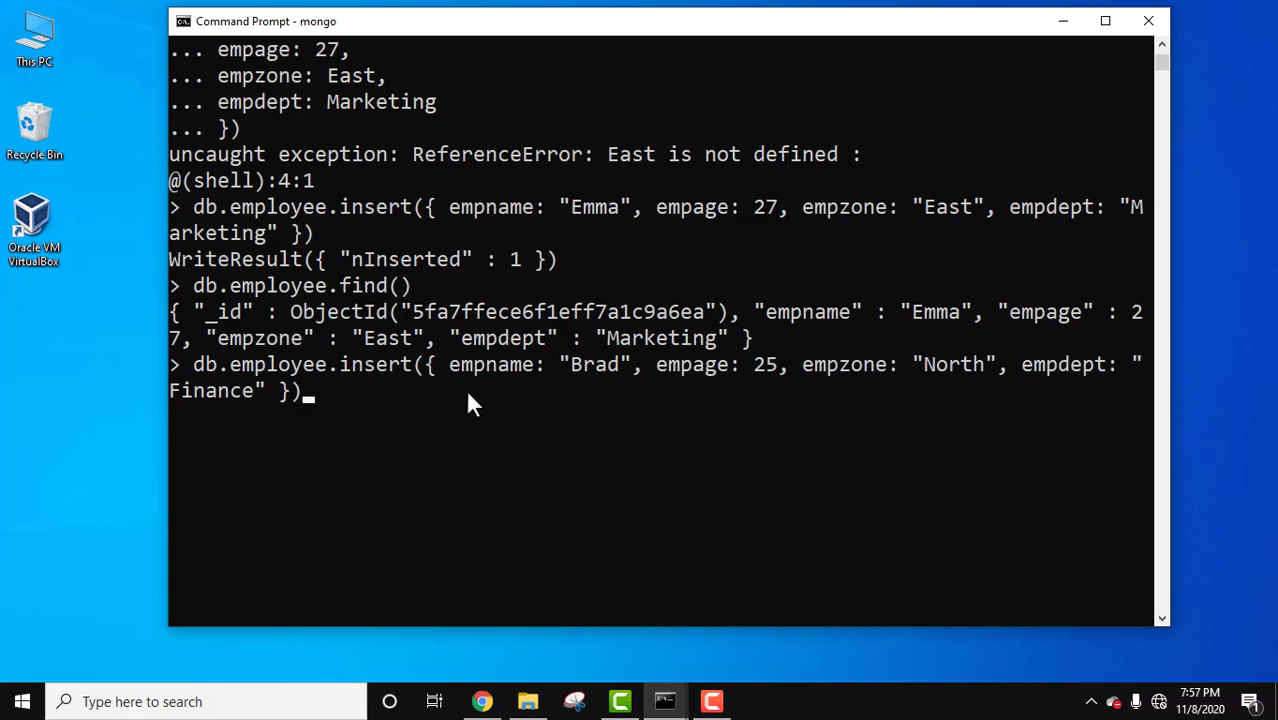 This PC
Recycle Bin
Oracle VM
VirtualBox
Command Prompt - mongo
... empage: 27,
... empzone: East,
... empdept: Marketing
... })
uncaught exception: ReferenceError: East is not defined :
@(shell):4:1
> db.employee.insert({ empname: "Emma", empage: 27, empzone: "East", empdept: "M
arketing" })
WriteResult({ "nInserted" : 1 })
> db.employee.find()
{ "_id" : ObjectId("5fa7ffece6f1eff7a1c9a6ea"), "empname" : "Emma", "empage" : 2
7, "empzone" : "East", "empdept" : "Marketing" }
> db.employee.insert({ empname: "Brad", empage: 25, empzone: "North", empdept: "
Finance" })
Type here to search
7:57 PM
11/8/2020
1